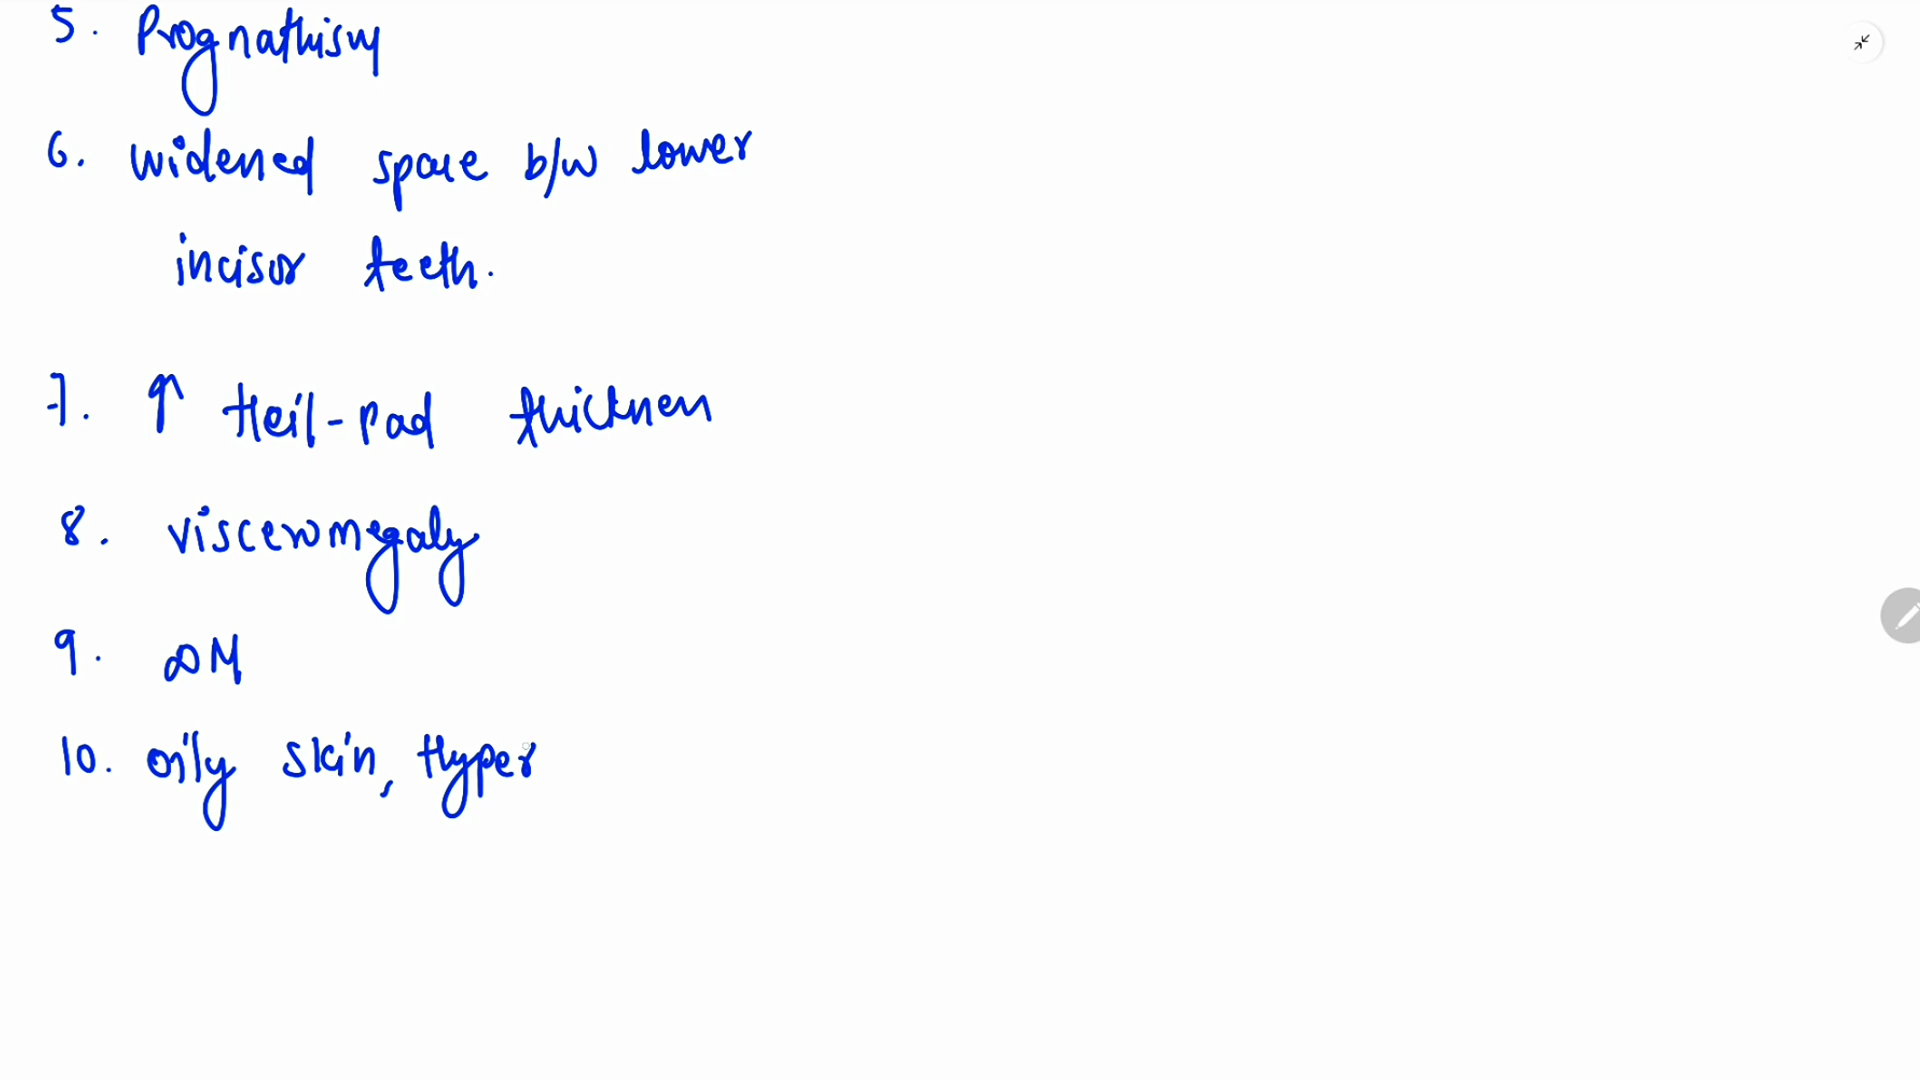 5. Prognathism
6. widened space b/w lower
incisor teeth.
7. ↑ Heil-Pad thickness
8. visceromegaly
9. DM
10. oily skin, Hyper